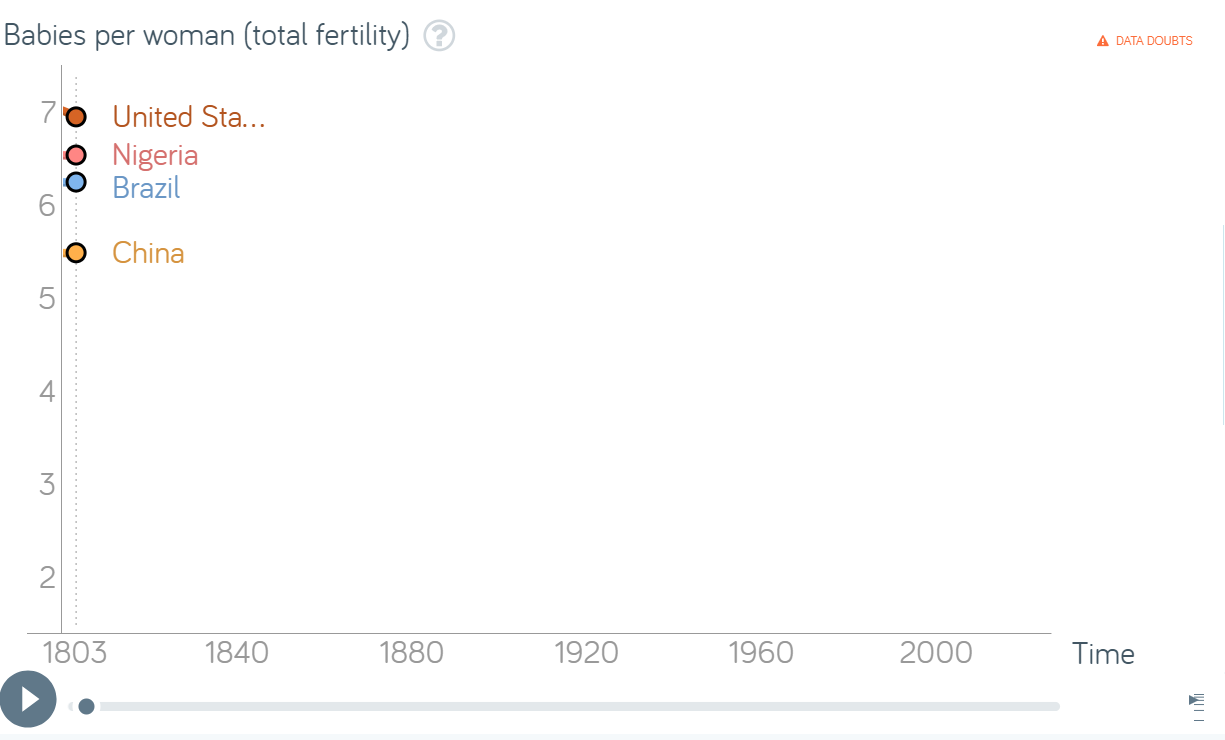 Babies per woman (total fertility) ?
DATA DOUBTS
7
United Sta...
Nigeria
Brazil
6
China
5
4
3
2
1803 1840 1880 1920 1960 2000 Time